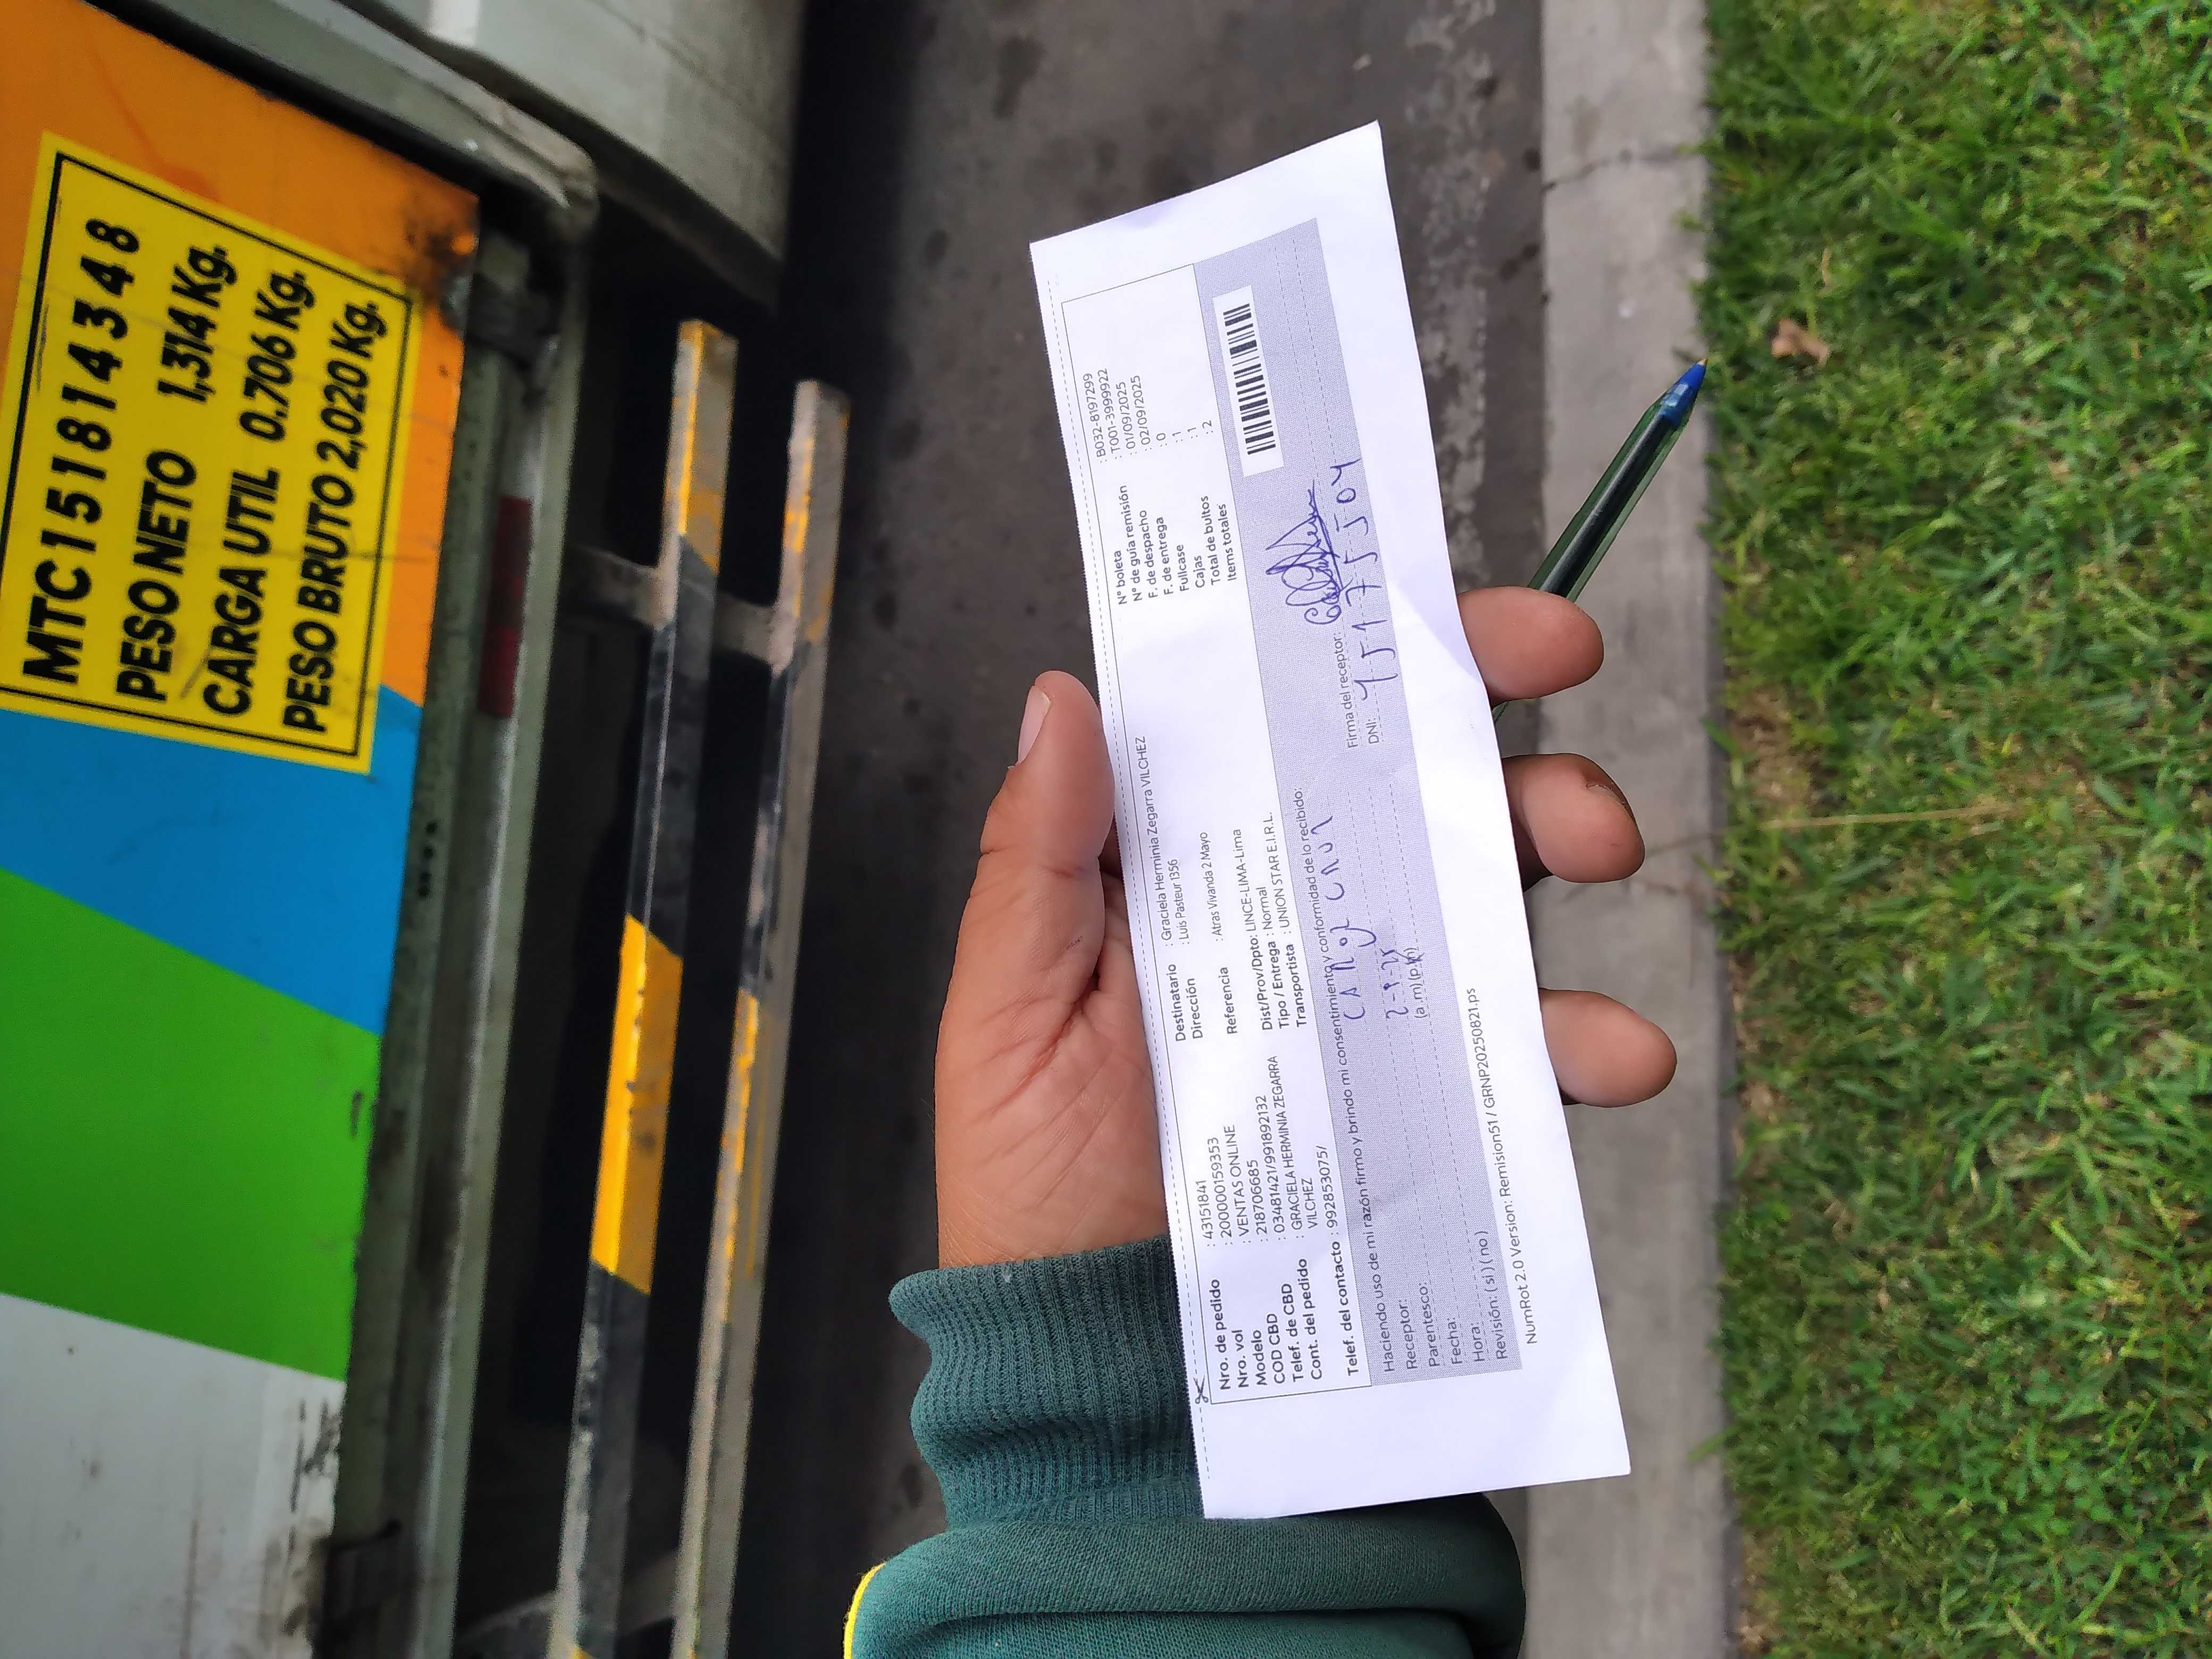 MTC151814348
PESO NETO 1,314 Kg.
CARGA UTIL 0.706 Kg.
PESO BRUTO 2,020 Kg.
Nro. de pedido : 43151841
Nro. vol : 200000159353
Modelo : VENTAS ONLINE
COD CBD : 218706685
Telef. de CBD : 03481421/991892132
Cont. del pedido : GRACIELA HERMINIA ZEGARRA
VILCHEZ
Telef. del contacto : 992853075/
Destinatario : Graciela Herminia Zegarra VILCHEZ
Dirección : Luis Pasteur 1356
Referencia : Atras Vivanda 2 Mayo
Dist/Prov/Dpto: LINCE-LIMA-Lima
Tipo / Entrega : Normal
Transportista : UNION STAR E.I.R.L.
N° boleta : B032-8197299
N° de guía remisión : T001-3999922
F. de despacho : 01/09/2025
F. de entrega : 02/09/2025
Fullcase : 0
Cajas : 1
Total de bultos : 1
Items totales : 2
Haciendo uso de mi razón firmo y brindo mi consentimiento y conformidad de lo recibido:
Receptor:
Parentesco:
Fecha: 2-9-25
Hora: (a.m) (p.m)
Revisión: ( si ) ( no )
Firma del receptor:
DNI:
NumRot 2.0 Version: Remision51 / GRNP20250821.ps